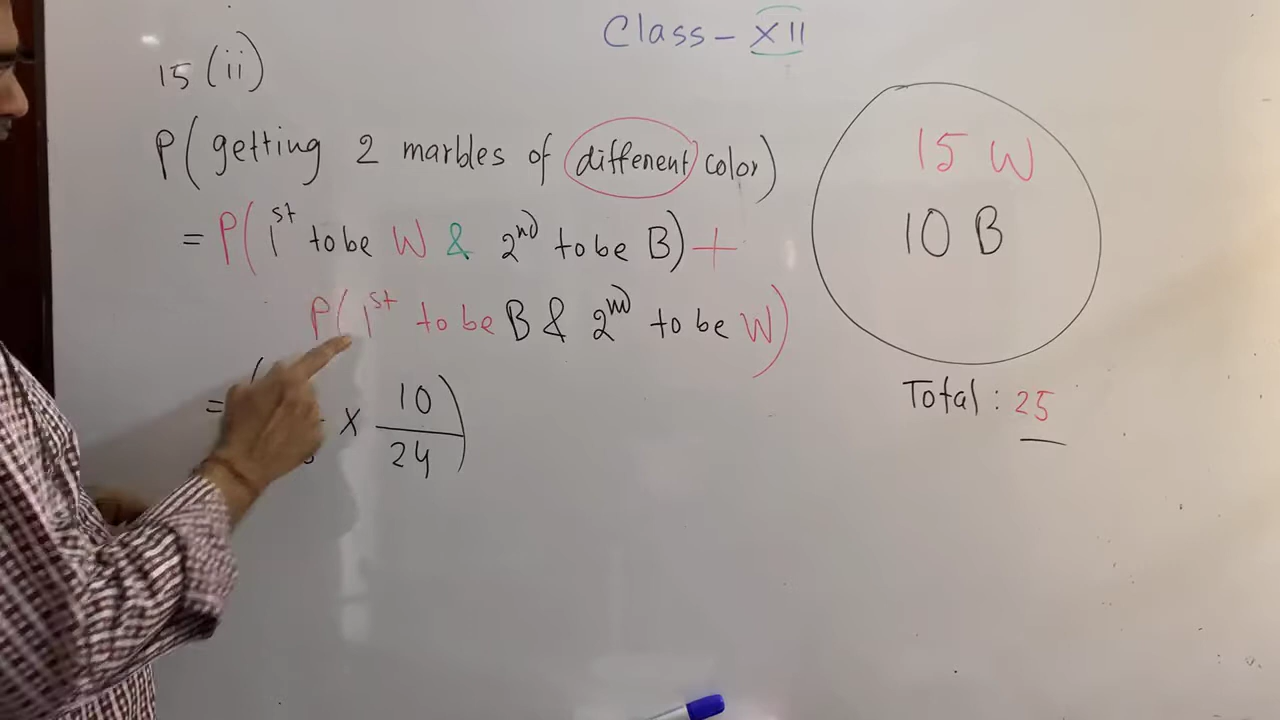 Class - XII
15 (ii)
P(getting 2 marbles of different color)
= P(1st to be W & 2nd to be B) +
P(1st to be B & 2nd to be W)
= ( × 10/24)
15 W
10 B
Total : 25